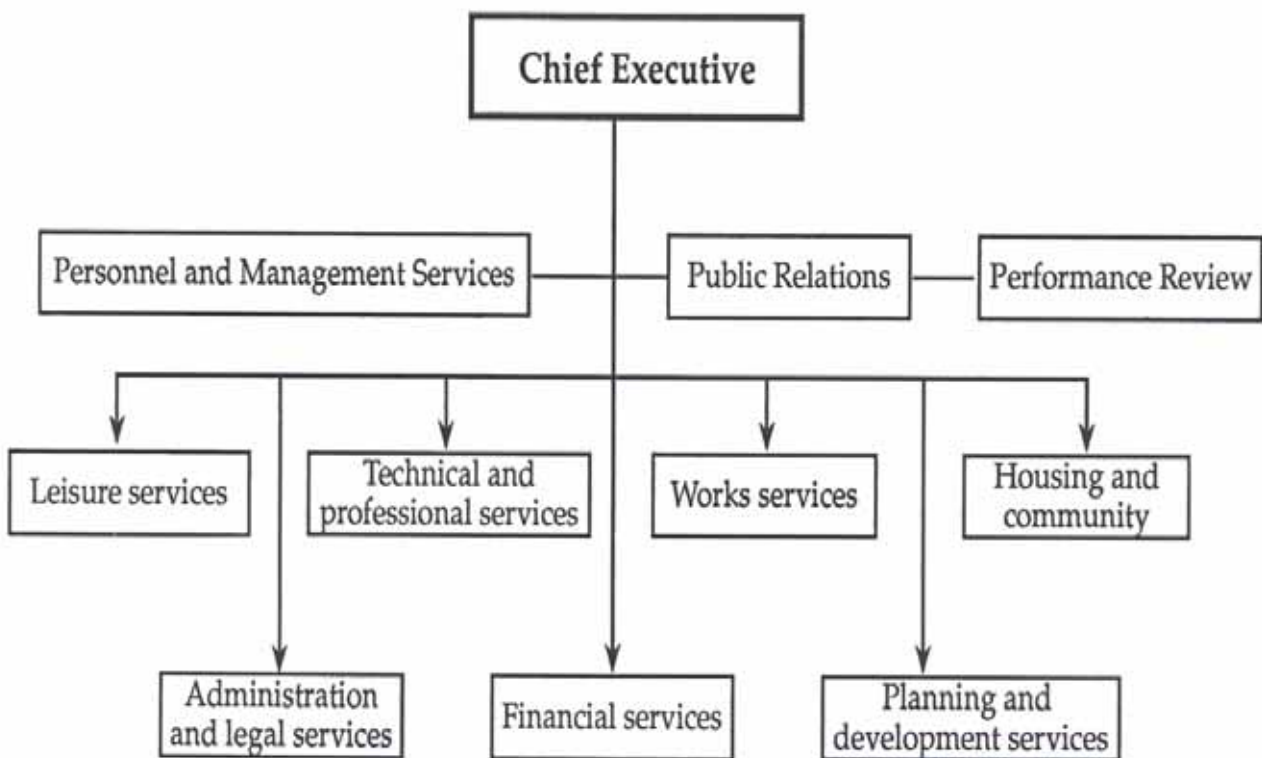 Chief Executive
Personnel and Management Services
Public Relations
Performance Review
Leisure services
Technical and
professional services
Works services
Housing and
community
Administration
and legal services
Financial services
Planning and
development services